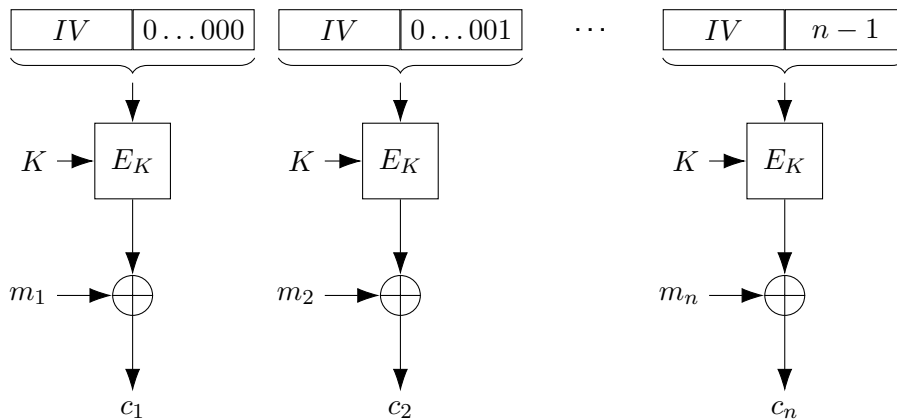 IV 0...000 IV 0...001 ... IV n − 1
K E_K K E_K K E_K
m_1 m_2 m_n
c_1 c_2 c_n